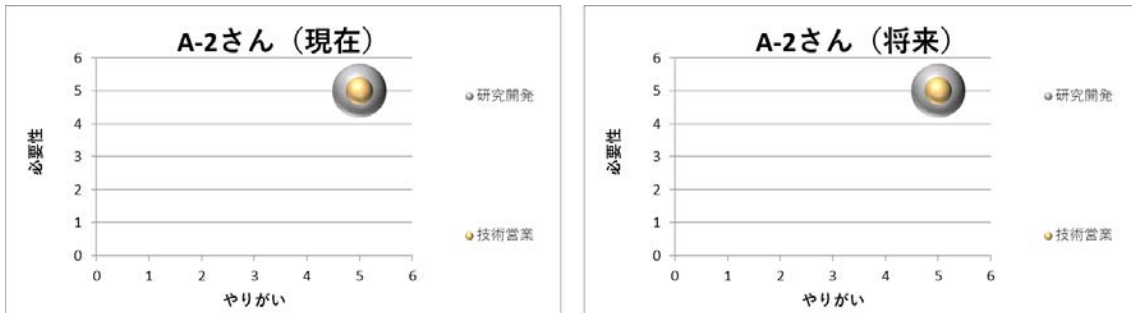 A-2さん（現在）
6
5
4
3
2
1
0
必要性
0 1 2 3 4 5 6
やりがい
研究開発
技術営業
A-2さん（将来）
6
5
4
3
2
1
0
必要性
0 1 2 3 4 5 6
やりがい
研究開発
技術営業